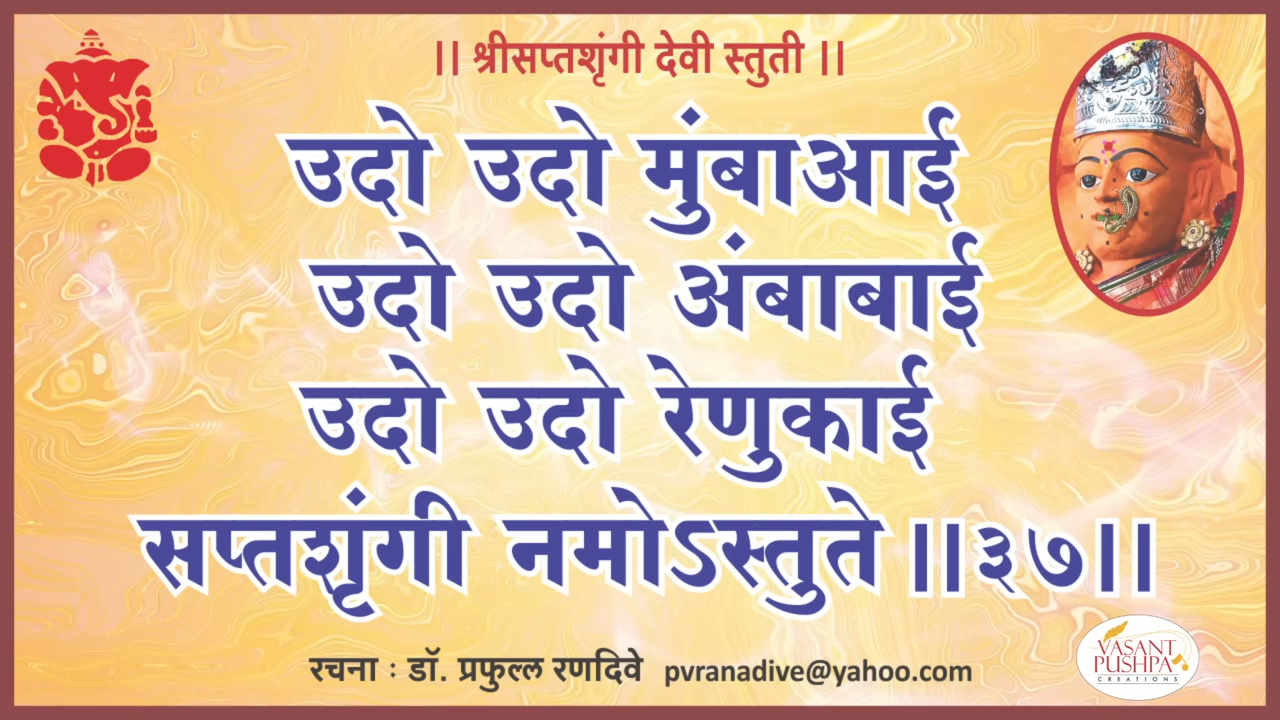 ॥ श्रीसप्तशृंगी देवी स्तुती ॥
उदो उदो मुंबाआई
उदो उदो अंबाबाई
उदो उदो रेणुकाई
सप्तशृंगी नमोऽस्तुते ॥३७॥
रचना : डॉ. प्रफुल्ल रणदिवे pvranadive@yahoo.com
VASANT
PUSHPA
CREATIONS